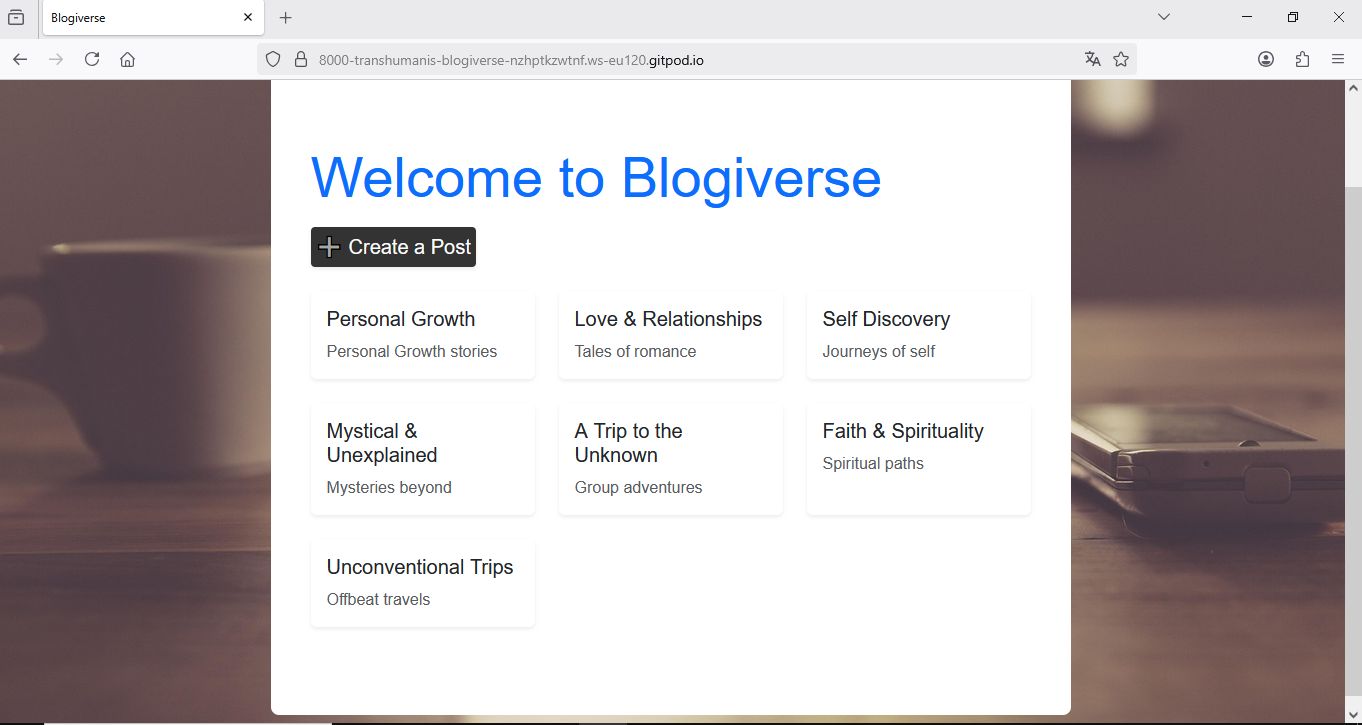 Blogiverse
8000-transhumanis-blogiverse-nzhptkzwtnf.ws-eu120.gitpod.io
Welcome to Blogiverse
Create a Post
Personal Growth
Personal Growth stories
Love & Relationships
Tales of romance
Self Discovery
Journeys of self
Mystical &
Unexplained
Mysteries beyond
A Trip to the
Unknown
Group adventures
Faith & Spirituality
Spiritual paths
Unconventional Trips
Offbeat travels